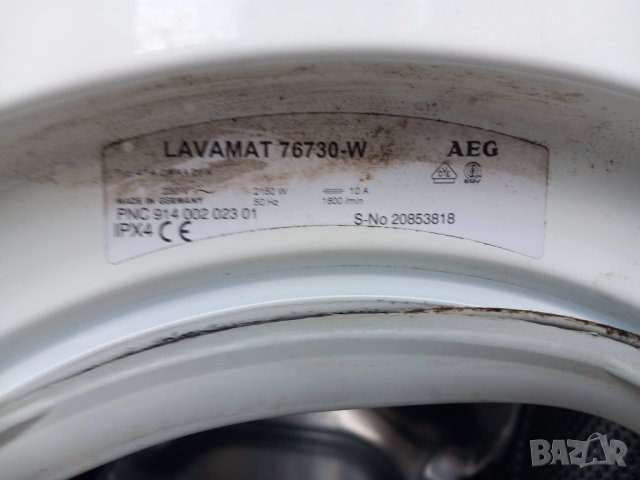 LAVAMAT 76730-W AEG
230V ~ 2150 W 10 A
MADE IN GERMANY 50 Hz 1600 /min
PNC 914 002 023 01 S-No 20853818
IPX4 CE
BAZAR